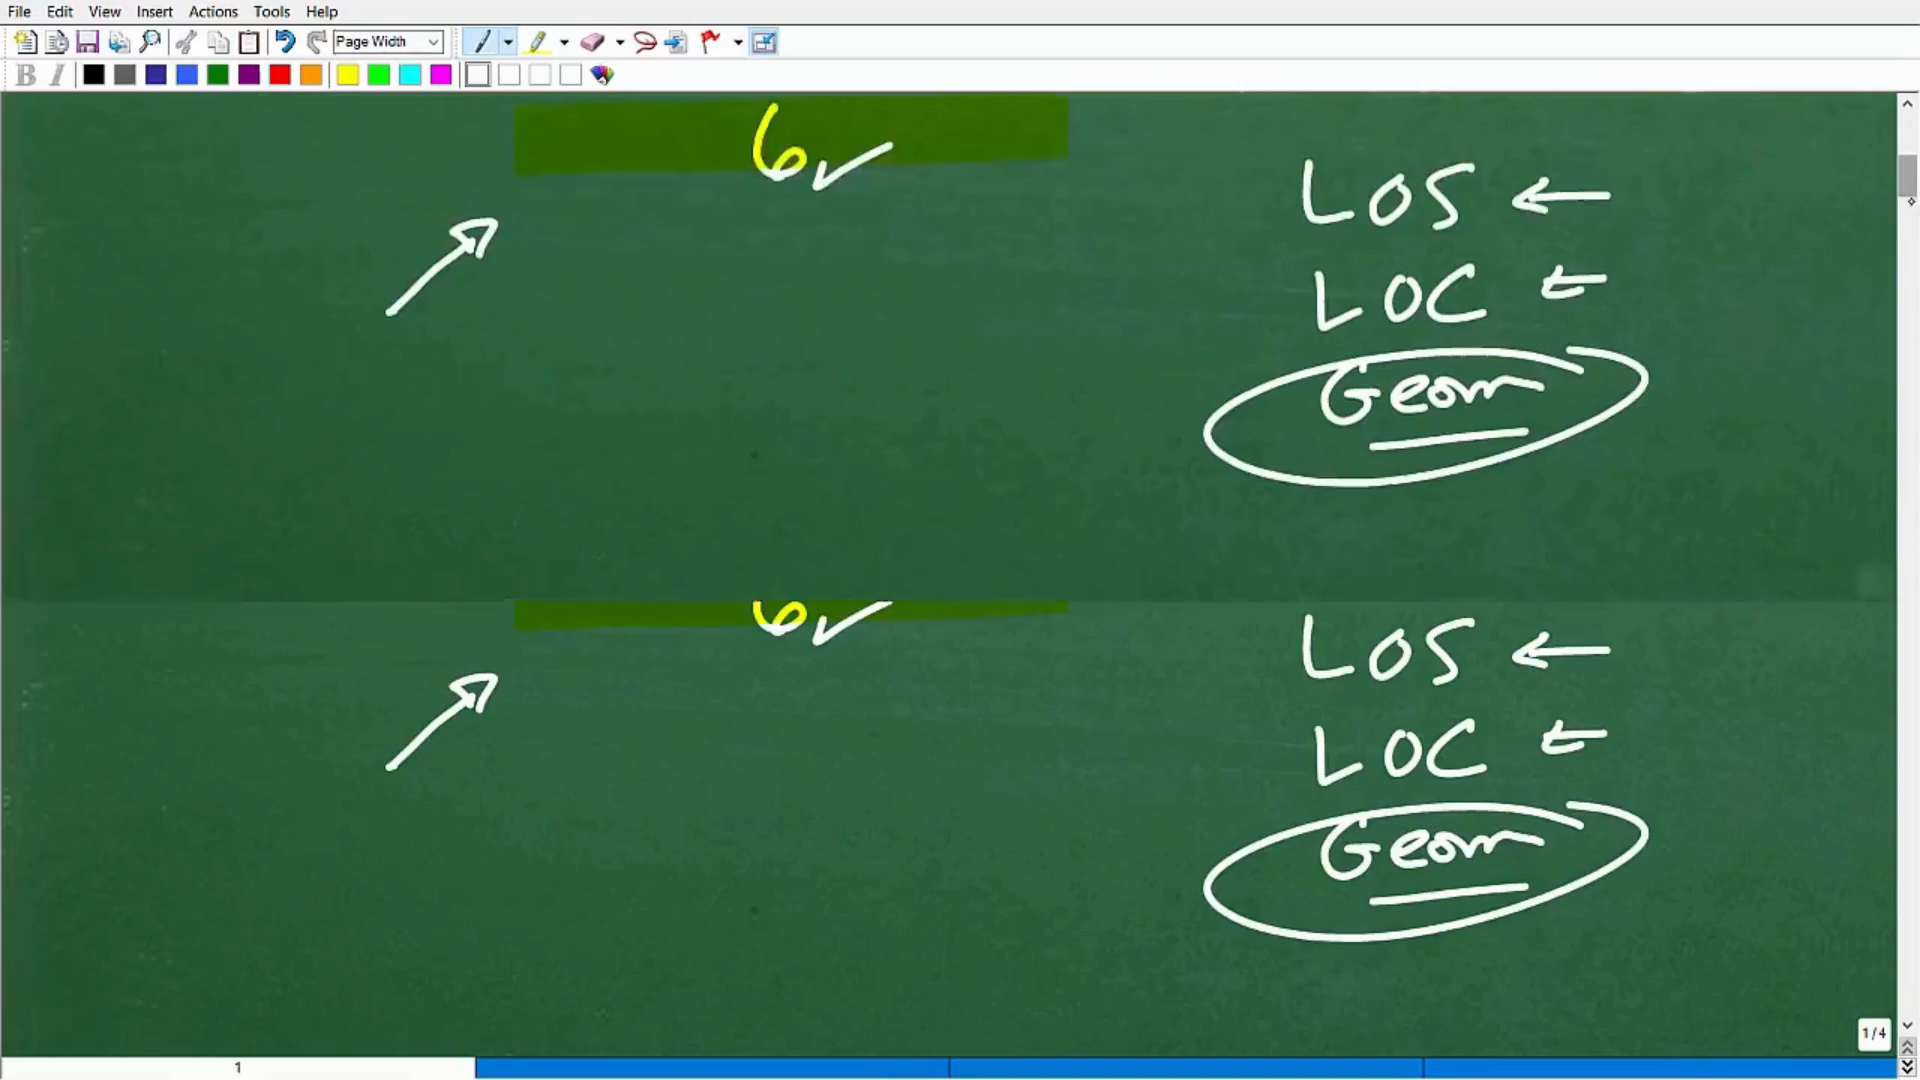 File Edit View Insert Actions Tools Help
Page Width
B I
6
LOS
LOC
Geom
6
LOS
LOC
Geom
1/4
1